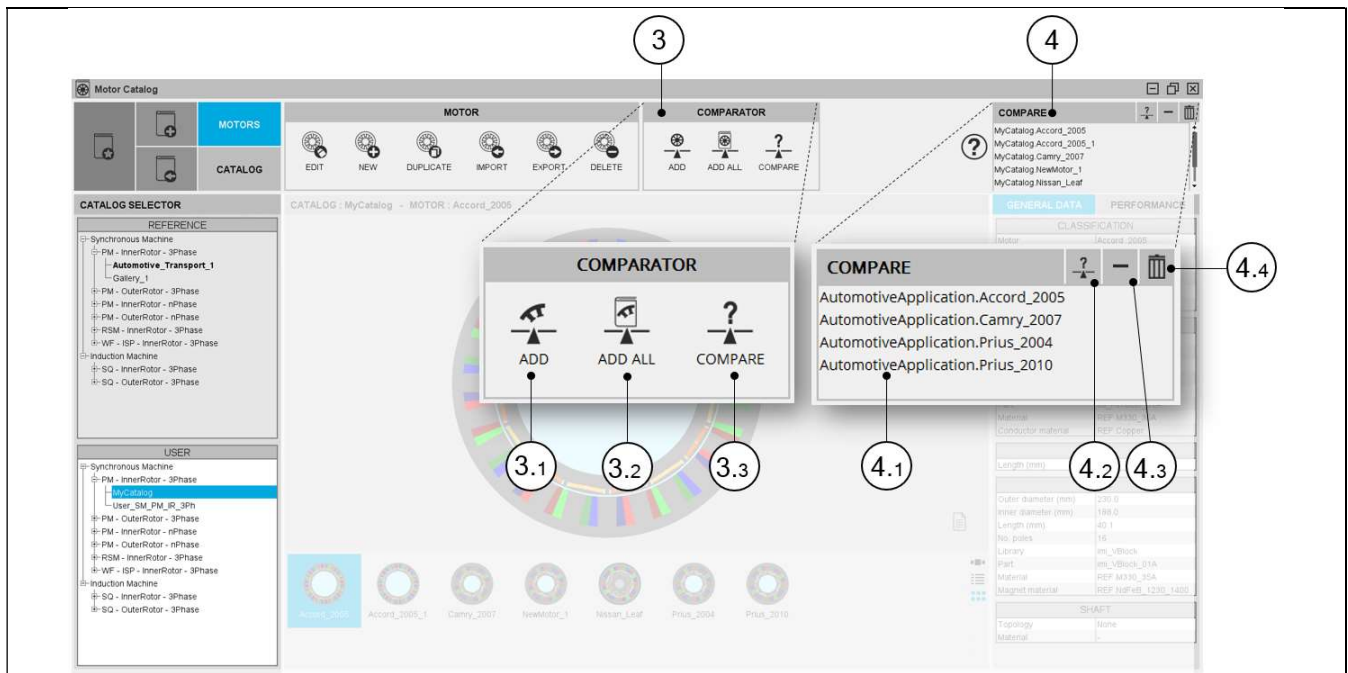 3
4
Motor Catalog
MOTORS
CATALOG
MOTOR
EDIT
NEW
DUPLICATE
IMPORT
EXPORT
DELETE
COMPARATOR
ADD
ADD ALL
COMPARE
?
COMPARE
MyCatalog.Accord_2005
MyCatalog.Accord_2005_1
MyCatalog.Camry_2007
MyCatalog.NewMotor_1
MyCatalog.Nissan_Leaf
CATALOG SELECTOR
REFERENCE
Synchronous Machine
PM - InnerRotor - 3Phase
Automotive_Transport_1
Gallery_1
PM - OuterRotor - 3Phase
PM - InnerRotor - nPhase
PM - OuterRotor - nPhase
RSM - InnerRotor - 3Phase
WF - ISP - InnerRotor - 3Phase
Induction Machine
SQ - InnerRotor - 3Phase
SQ - OuterRotor - 3Phase
USER
Synchronous Machine
PM - InnerRotor - 3Phase
MyCatalog
User_SM_PM_IR_3Ph
PM - OuterRotor - 3Phase
PM - InnerRotor - nPhase
PM - OuterRotor - nPhase
RSM - InnerRotor - 3Phase
WF - ISP - InnerRotor - 3Phase
Induction Machine
SQ - InnerRotor - 3Phase
SQ - OuterRotor - 3Phase
CATALOG : MyCatalog - MOTOR : Accord_2005
COMPARATOR
ADD
ADD ALL
COMPARE
3.1
3.2
3.3
COMPARE
AutomotiveApplication.Accord_2005
AutomotiveApplication.Camry_2007
AutomotiveApplication.Prius_2004
AutomotiveApplication.Prius_2010
4.1
4.2
4.3
4.4
Accord_2005
Accord_2005_1
Camry_2007
NewMotor_1
Nissan_Leaf
Prius_2004
Prius_2010
GENERAL DATA
PERFORMANCE
CLASSIFICATION
Motor Accord_2005
Material REF M330_35A
Conductor material REF Copper
Length (mm)
Outer diameter (mm) 230.0
Inner diameter (mm) 188.0
Length (mm) 40.1
No. poles 16
Library
Part
Material REF M330_35A
Magnet material REF NdFeB_1230_1400
SHAFT
Topology None
Material -